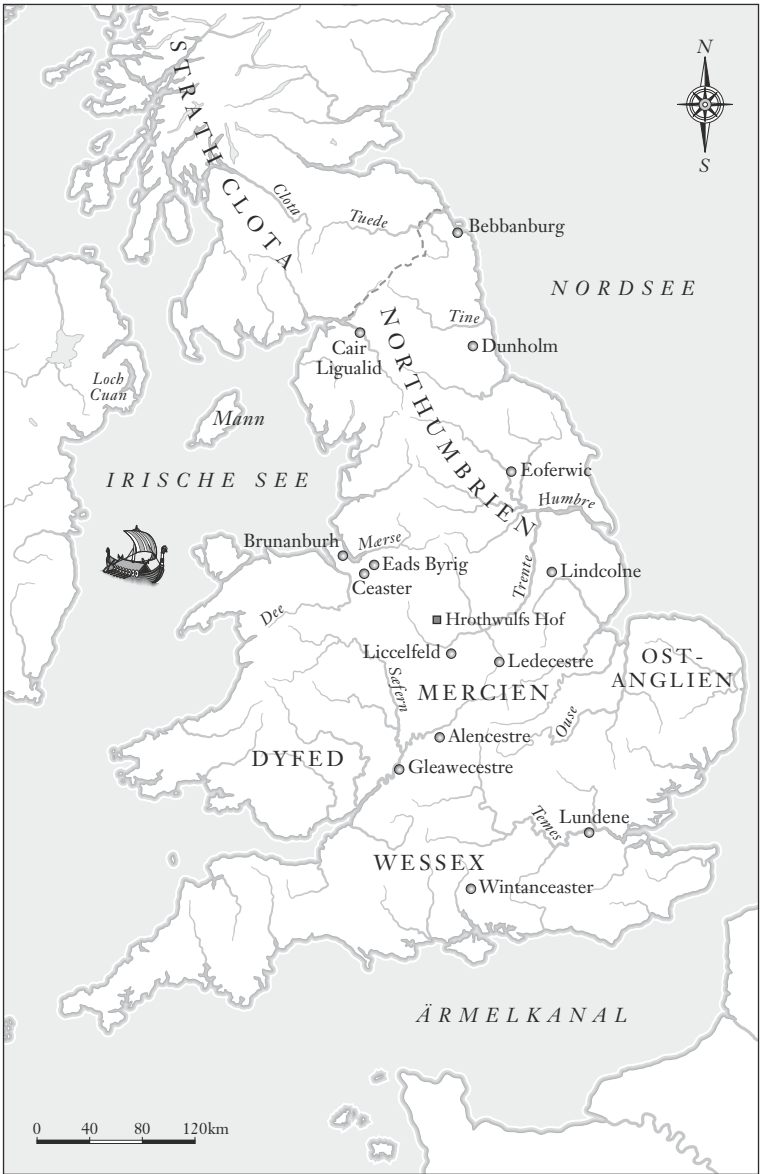 N
S
STRATH CLOTA
Clota
Tuede
Bebbanburg
NORDSEE
Tine
Cair
Ligualid
Dunholm
NORTHUMBRIEN
Loch
Cuan
Mann
Eoferwic
IRISCHE SEE
Humbre
Brunanburh
Mærse
Eads Byrig
Ceaster
Trente
Lindcolne
Dee
Hrothwulfs Hof
Liccelfeld
Ledecestre
OST-
ANGLIEN
Sæfern
MERCIEN
Ouse
Alencestre
DYFED
Gleawecestre
Temes
Lundene
WESSEX
Wintanceaster
ÄRMELKANAL
0 40 80 120km